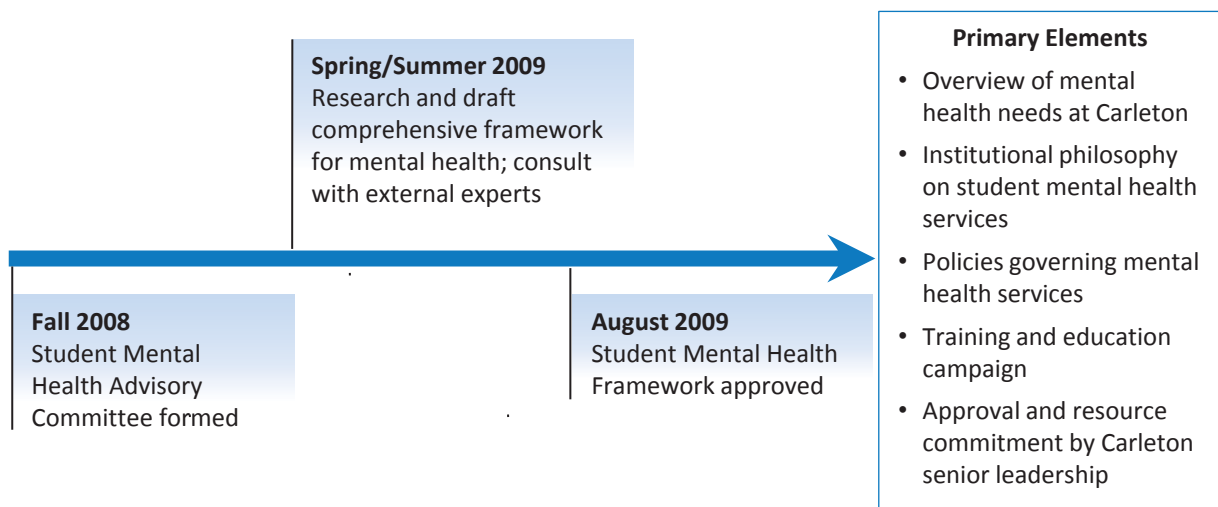 Spring/Summer 2009
Research and draft
comprehensive framework
for mental health; consult
with external experts
Fall 2008
Student Mental
Health Advisory
Committee formed
August 2009
Student Mental Health
Framework approved
Primary Elements
• Overview of mental
health needs at Carleton
• Institutional philosophy
on student mental health
services
• Policies governing mental
health services
• Training and education
campaign
• Approval and resource
commitment by Carleton
senior leadership